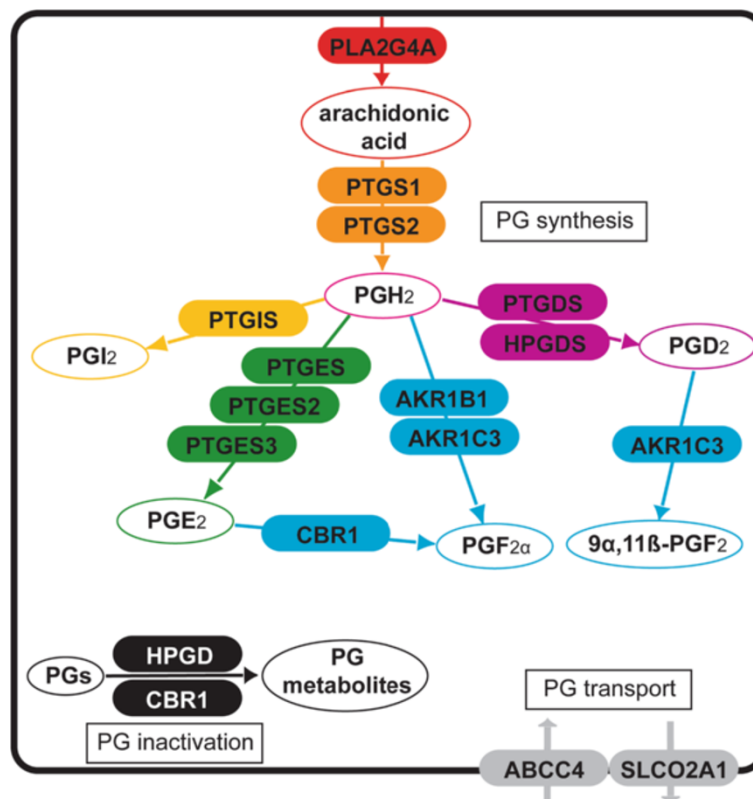 PLA2G4A
arachidonic
acid
PTGS1
PTGS2
PG synthesis
PGH2
PTGIS
PTGDS
HPGDS
PGI2
PGD2
PTGES
PTGES2
PTGES3
AKR1B1
AKR1C3
AKR1C3
PGE2
CBR1
PGF2α
9α,11ß-PGF2
PGs
HPGD
CBR1
PG
metabolites
PG inactivation
PG transport
ABCC4
SLCO2A1